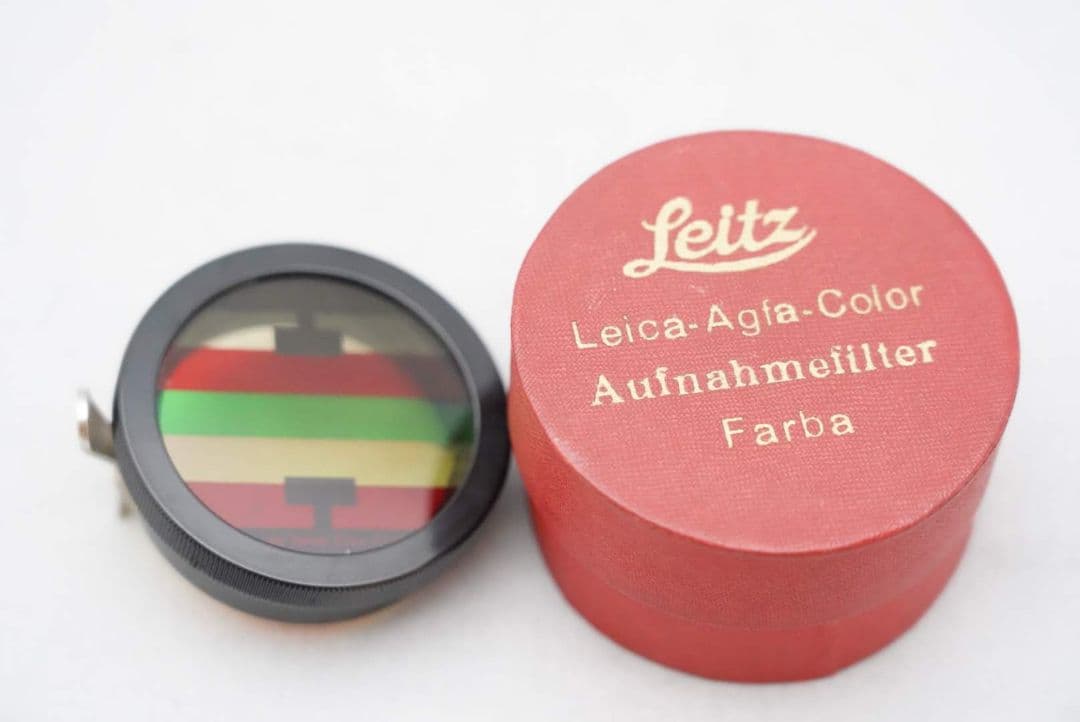 Leitz
Leica-Agfa-Color
Aufnahmefilter
Farba